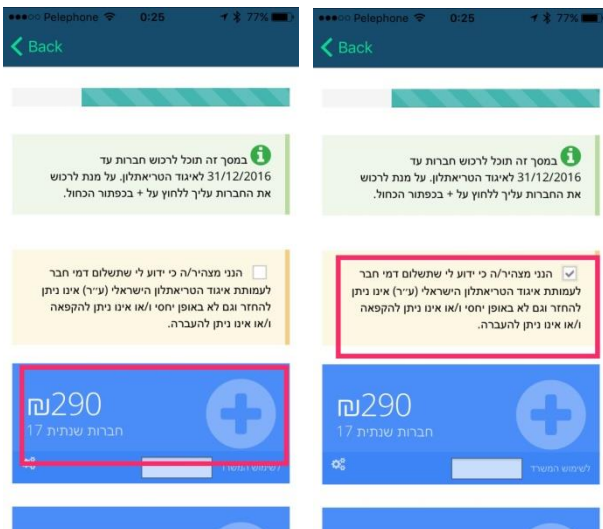 Pelephone 0:25 77%
Back
במסך זה תוכל לרכוש חברות עד
31/12/2016 לאיגוד הטריאתלון. על מנת לרכוש
את החברות עליך ללחוץ על + בכפתור הכחול.
הנני מצהיר/ה כי ידוע לי שתשלום דמי חבר
לעמותת איגוד הטריאתלון הישראלי (ע״ר) אינו ניתן
להחזר וגם לא באופן יחסי ו/או אינו ניתן להקפאה
ו/או אינו ניתן להעברה.
₪290
חברות שנתית 17
לשימוש המשרד
Pelephone 0:25 77%
Back
במסך זה תוכל לרכוש חברות עד
31/12/2016 לאיגוד הטריאתלון. על מנת לרכוש
את החברות עליך ללחוץ על + בכפתור הכחול.
הנני מצהיר/ה כי ידוע לי שתשלום דמי חבר
לעמותת איגוד הטריאתלון הישראלי (ע״ר) אינו ניתן
להחזר וגם לא באופן יחסי ו/או אינו ניתן להקפאה
ו/או אינו ניתן להעברה.
₪290
חברות שנתית 17
לשימוש המשרד